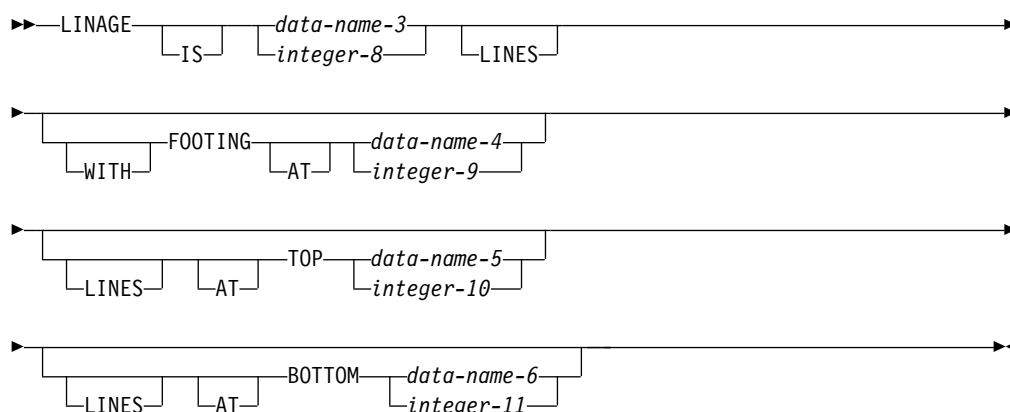 LINAGE IS data-name-3 LINES
integer-8
FOOTING data-name-4
WITH AT integer-9
TOP data-name-5
LINES AT integer-10
BOTTOM data-name-6
LINES AT integer-11